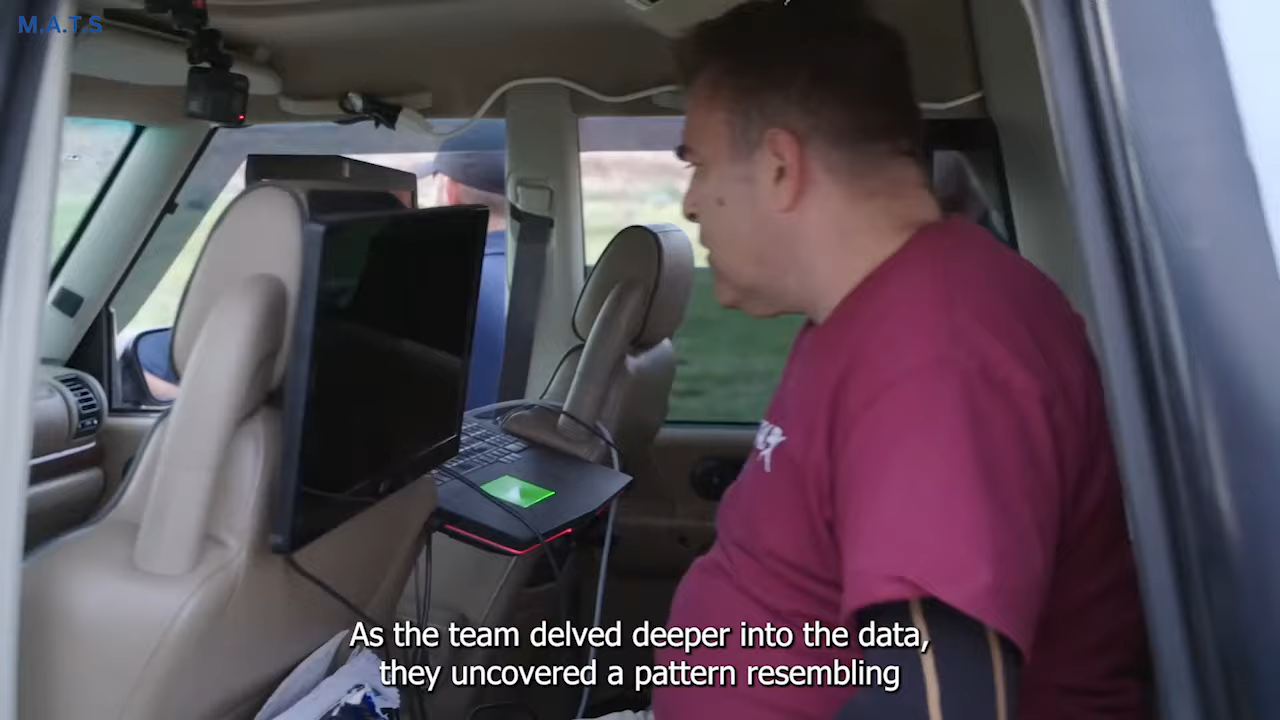 M.A.T.S
As the team delved deeper into the data,
they uncovered a pattern resembling